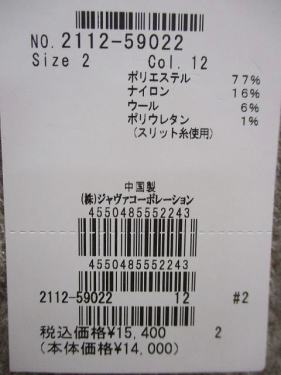 NO. 2112-59022
Size 2 Col. 12
ポリエステル 77%
ナイロン 16%
ウール 6%
ポリウレタン 1%
(スリット糸使用)
中国製
(株)ジャヴァコーポレーション
4550485552243
4550485552243
2112-59022 12 #2
税込価格¥15,400 2
(本体価格¥14,000)